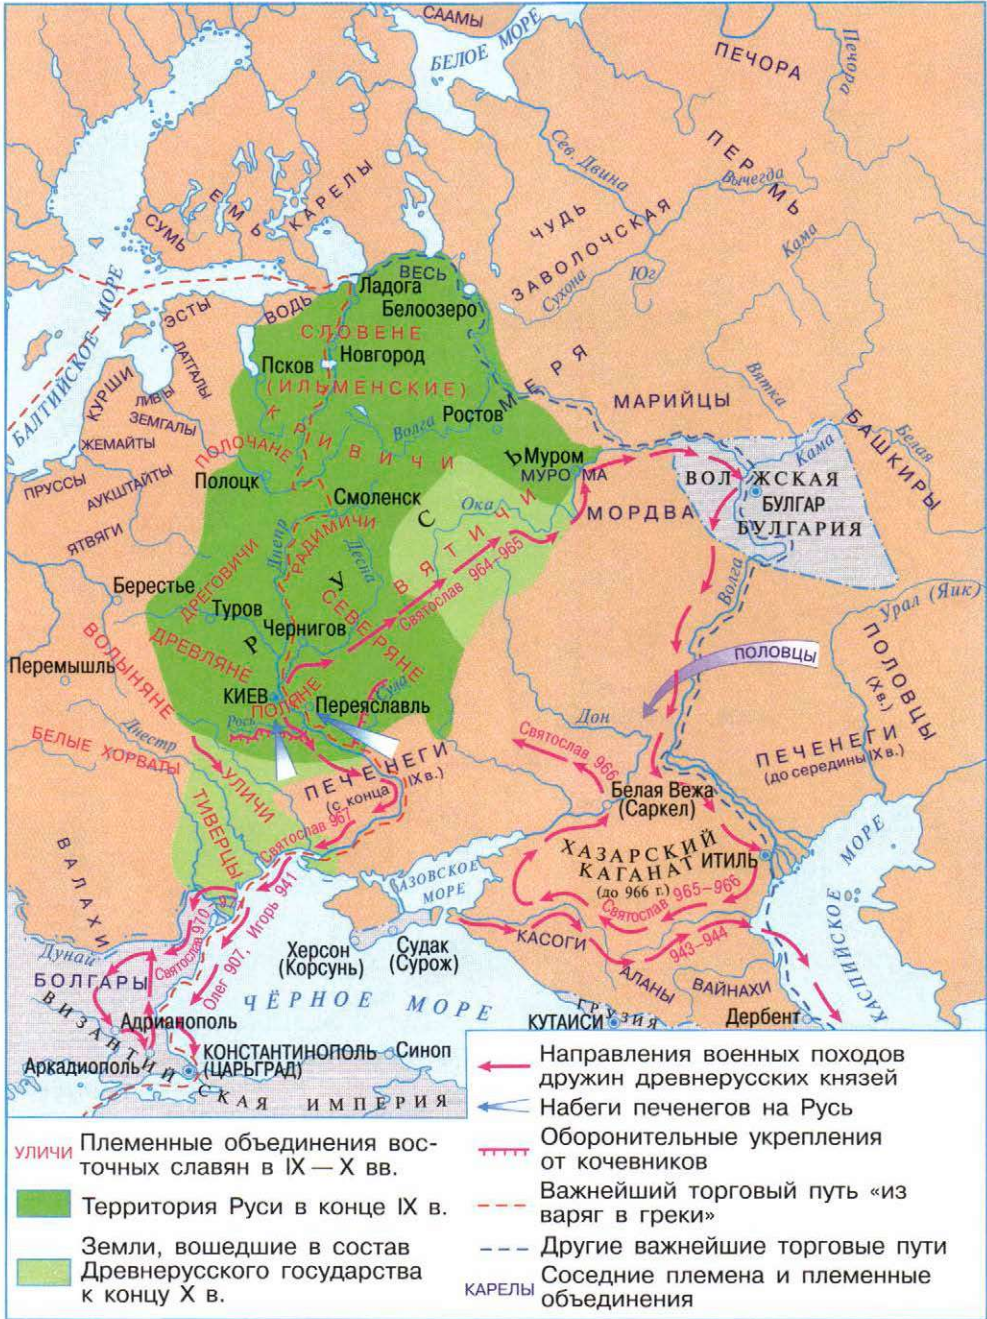 СААМЫ
БЕЛОЕ МОРЕ
ПЕЧОРА
Печора
ПЕРМЬ
Сев. Двина
Вычегда
ЕМЬ
КАРЕЛЫ
СУМЬ
ЧУДЬ
ЗАВОЛОЧСКАЯ
Кама
Сухона
Юг
ВЕСЬ
Ладога
Белоозеро
ВОДЬ
ЭСТЫ
БАЛТИЙСКОЕ МОРЕ
СЛОВЕНЕ
Новгород
Псков
(ИЛЬМЕНСКИЕ)
ЛАТГАЛЫ
КУРШИ
ЛИВЫ
ЗЕМГАЛЫ
ЖЕМАЙТЫ
ПРУССЫ
АУКШТАЙТЫ
ЯТВЯГИ
МЕРЯ
Вятка
МАРИЙЦЫ
Ростов
Волга
КРИВИЧИ
ПОЛОЧАНЕ
Полоцк
Муром
МУРОМА
БАШКИРЫ
Белая
Кама
ВОЛЖСКАЯ
БУЛГАР
БУЛГАРИЯ
Смоленск
Ока
МОРДВА
ВЯТИЧИ
РАДИМИЧИ
Днепр
Десна
РУСЬ
Святослав 964–965
Волга
ДРЕГОВИЧИ
Берестье
Туров
Чернигов
СЕВЕРЯНЕ
Урал (Яик)
ДРЕВЛЯНЕ
ВОЛЫНЯНЕ
Перемышль
ПОЛОВЦЫ
ПОЛОВЦЫ
(X в.)
КИЕВ
ПОЛЯНЕ
Переяславль
Сула
Рось
Дон
Днестр
БЕЛЫЕ ХОРВАТЫ
УЛИЧИ
ПЕЧЕНЕГИ
(с конца IX в.)
ПЕЧЕНЕГИ
(до середины IX в.)
Святослав 966
Белая Вежа
(Саркел)
ТИВЕРЦЫ
Святослав 967
ВАЛАХИ
ХАЗАРСКИЙ
КАГАНАТ
(до 966 г.)
ИТИЛЬ
АЗОВСКОЕ
МОРЕ
Святослав 965–966
КАСПИЙСКОЕ МОРЕ
Святослав 970–971
Олег 907, Игорь 941
КАСОГИ
943–944
АЛАНЫ
ВАЙНАХИ
Херсон
(Корсунь)
Судак
(Сурож)
Дунай
БОЛГАРЫ
ЧЁРНОЕ МОРЕ
ГРУЗИЯ
КУТАИСИ
Дербент
Адрианополь
Аркадиополь
КОНСТАНТИНОПОЛЬ
(ЦАРЬГРАД)
Синоп
ВИЗАНТИЙСКАЯ ИМПЕРИЯ
УЛИЧИ Племенные объединения вос-
точных славян в IX — X вв.
Территория Руси в конце IX в.
Земли, вошедшие в состав
Древнерусского государства
к концу X в.
Направления военных походов
дружин древнерусских князей
Набеги печенегов на Русь
Оборонительные укрепления
от кочевников
Важнейший торговый путь «из
варяг в греки»
Другие важнейшие торговые пути
КАРЕЛЫ Соседние племена и племенные
объединения